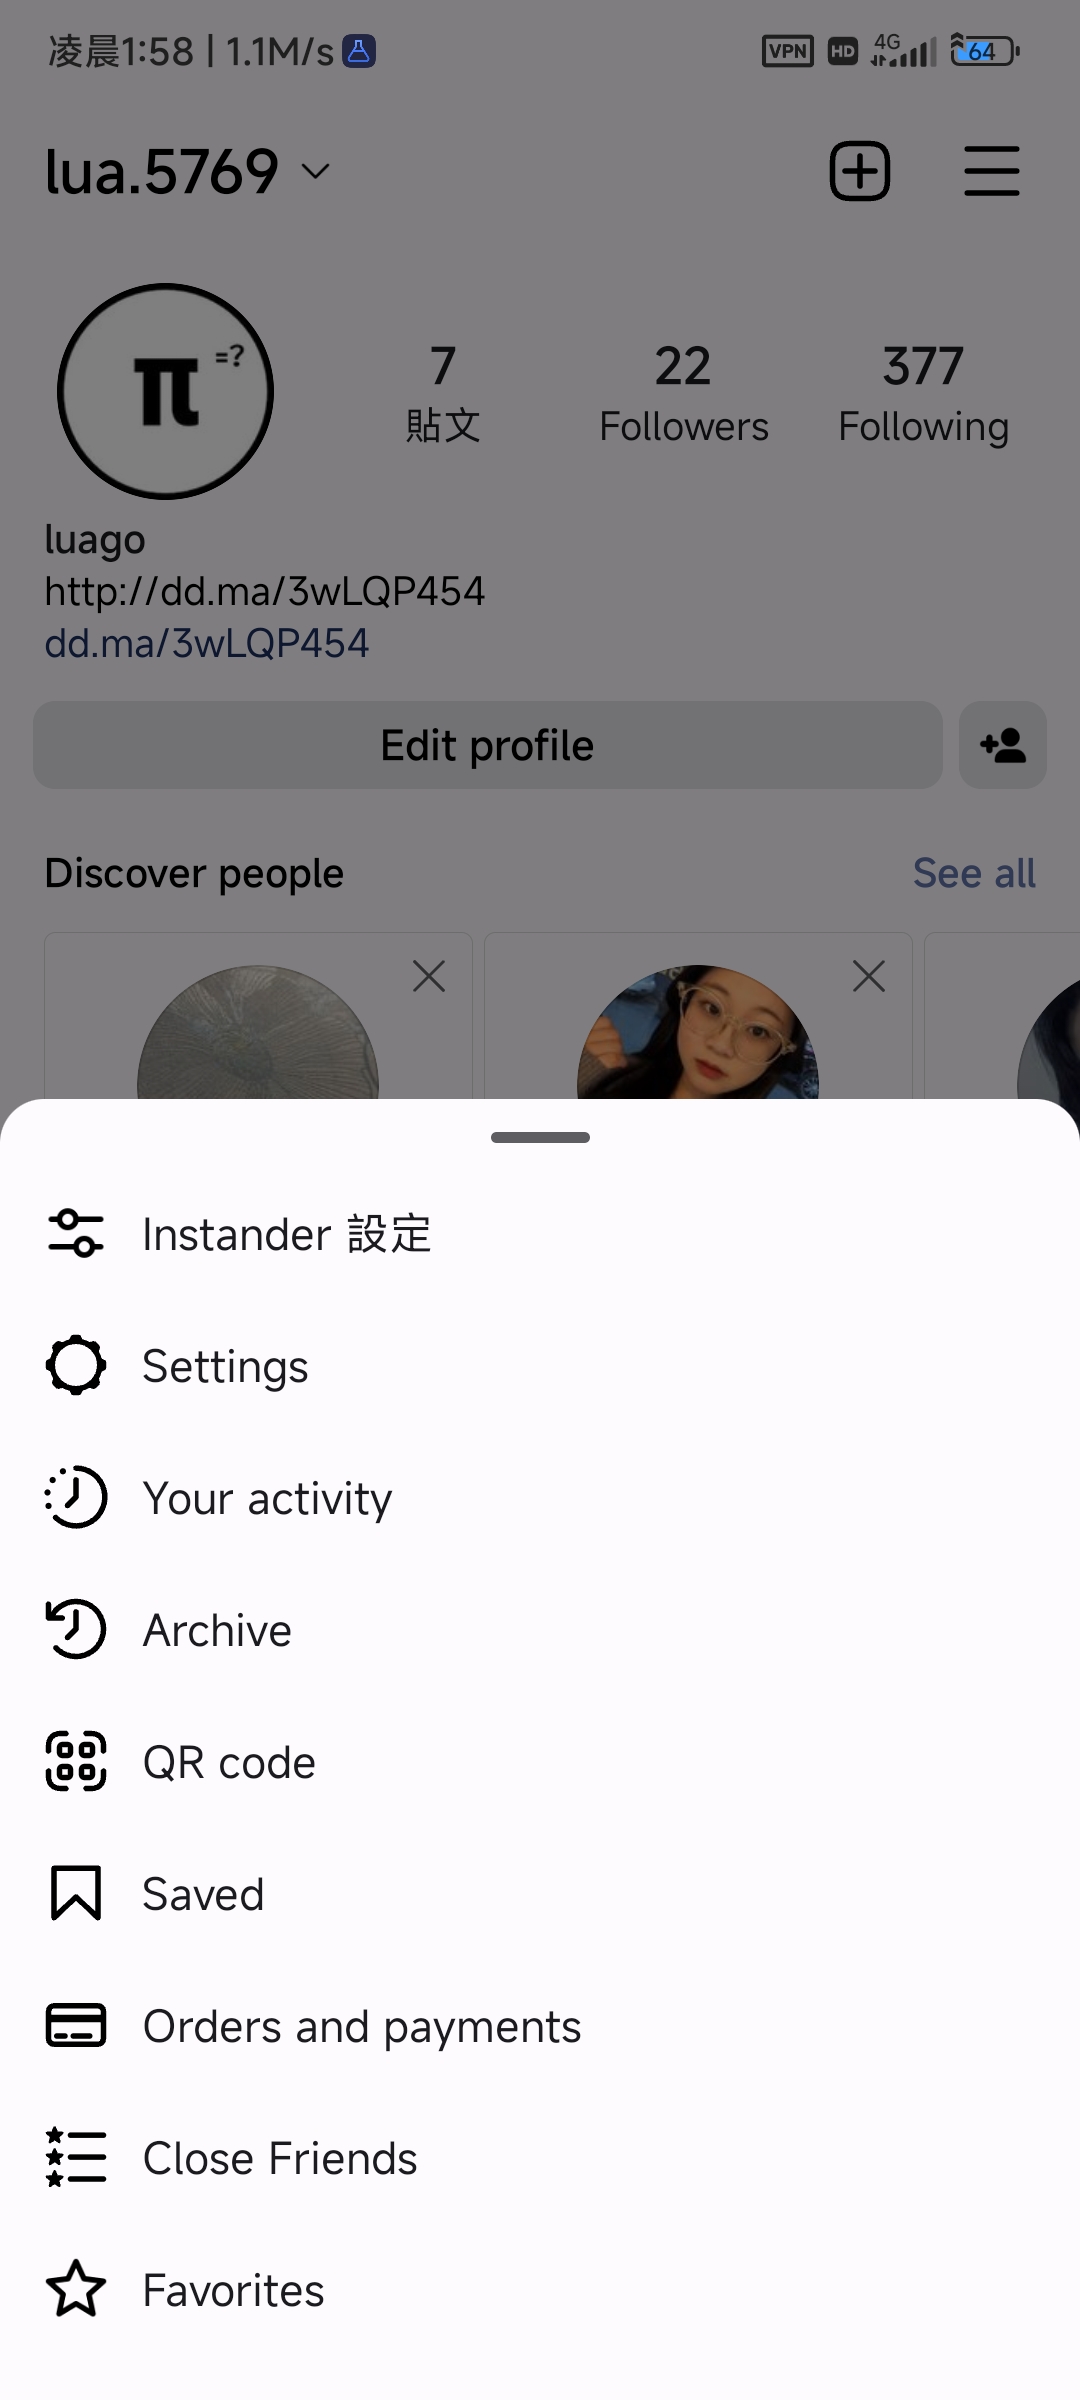 凌晨1:58 | 1.1M/s VPN HD 4G 64
lua.5769
π =?
7 22 377
貼文 Followers Following
luago
http://dd.ma/3wLQP454
dd.ma/3wLQP454
Edit profile
Discover people See all
Instander 設定
Settings
Your activity
Archive
QR code
Saved
Orders and payments
Close Friends
Favorites